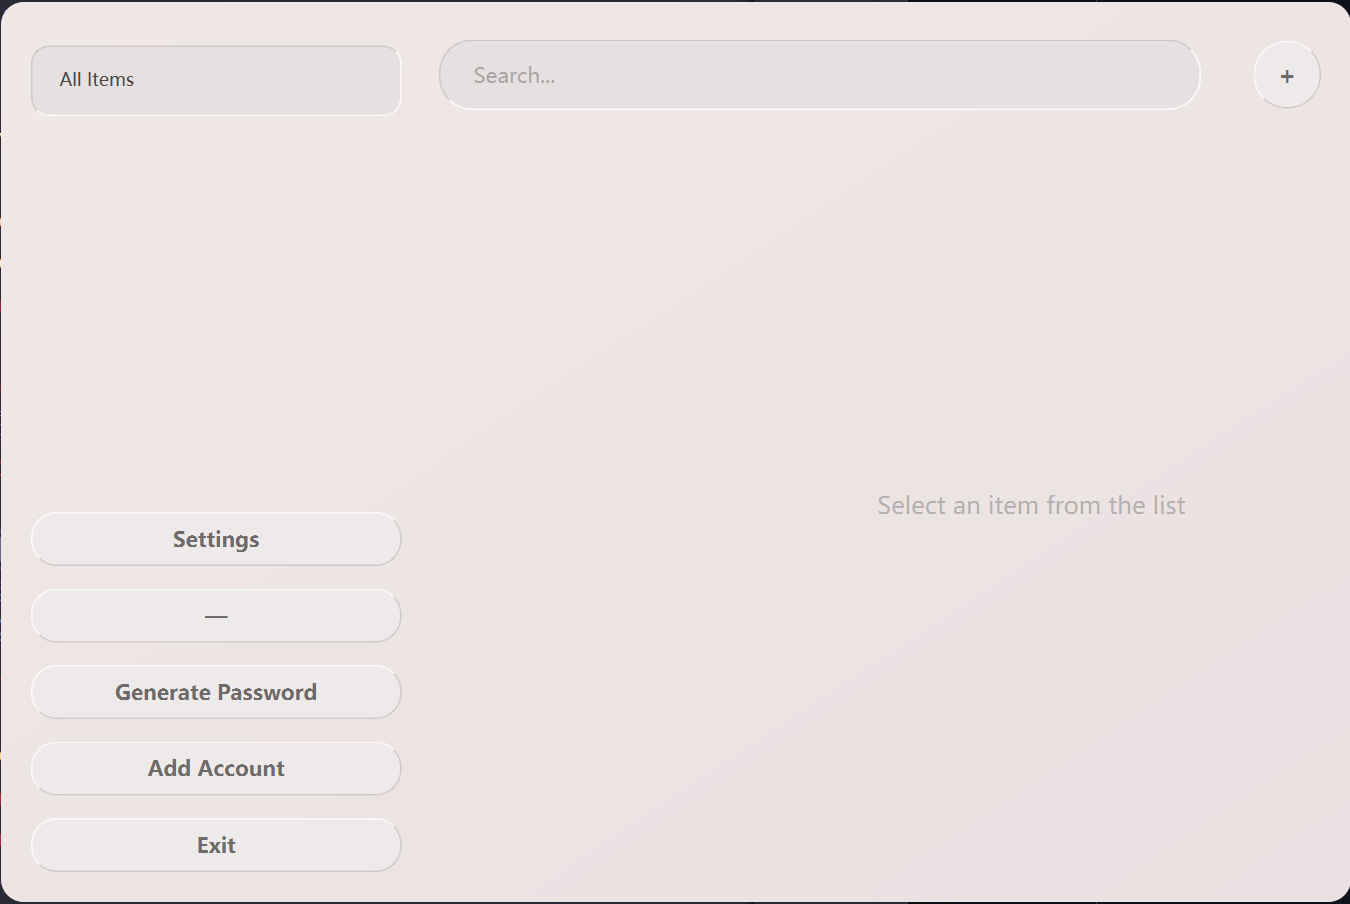 All Items
Search...
+
Select an item from the list
Settings
—
Generate Password
Add Account
Exit